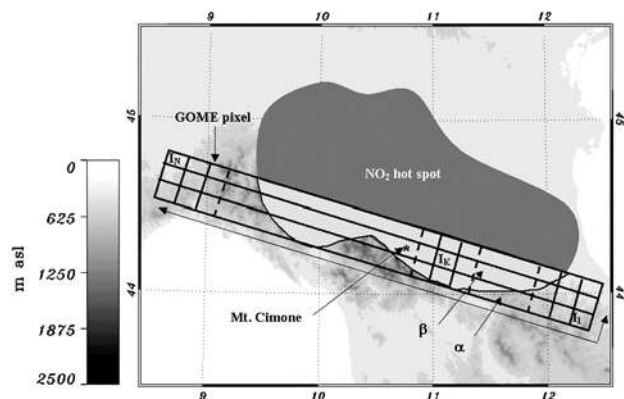 9 10 11 12
45 45
GOME pixel
I_N
NO₂ hot spot
0
625
1250
1875
2500
m asl
I_K
44 44
Mt. Cimone
β
α
I_1
9 10 11 12